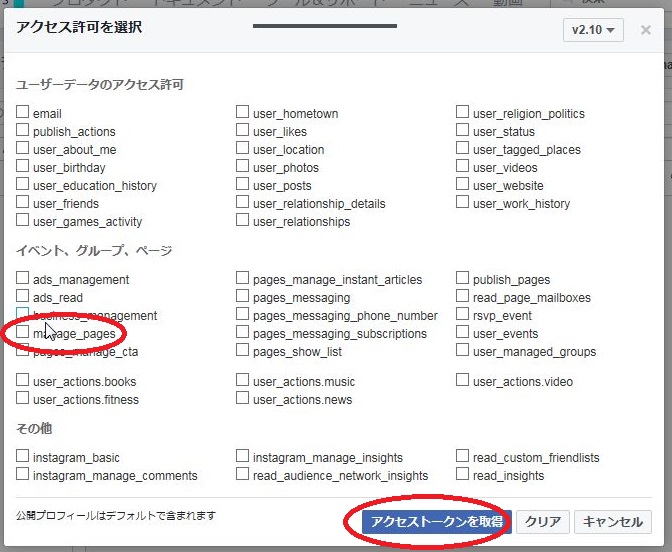 アクセス許可を選択
v2.10
ユーザーデータのアクセス許可
email
user_hometown
user_religion_politics
publish_actions
user_likes
user_status
user_about_me
user_location
user_tagged_places
user_birthday
user_photos
user_videos
user_education_history
user_posts
user_website
user_friends
user_relationship_details
user_work_history
user_games_activity
user_relationships
イベント、グループ、ページ
ads_management
pages_manage_instant_articles
publish_pages
ads_read
pages_messaging
read_page_mailboxes
business_management
pages_messaging_phone_number
rsvp_event
manage_pages
pages_messaging_subscriptions
user_events
pages_manage_cta
pages_show_list
user_managed_groups
user_actions.books
user_actions.music
user_actions.video
user_actions.fitness
user_actions.news
その他
instagram_basic
instagram_manage_insights
read_custom_friendlists
instagram_manage_comments
read_audience_network_insights
read_insights
公開プロフィールはデフォルトで含まれます
アクセストークンを取得
クリア
キャンセル